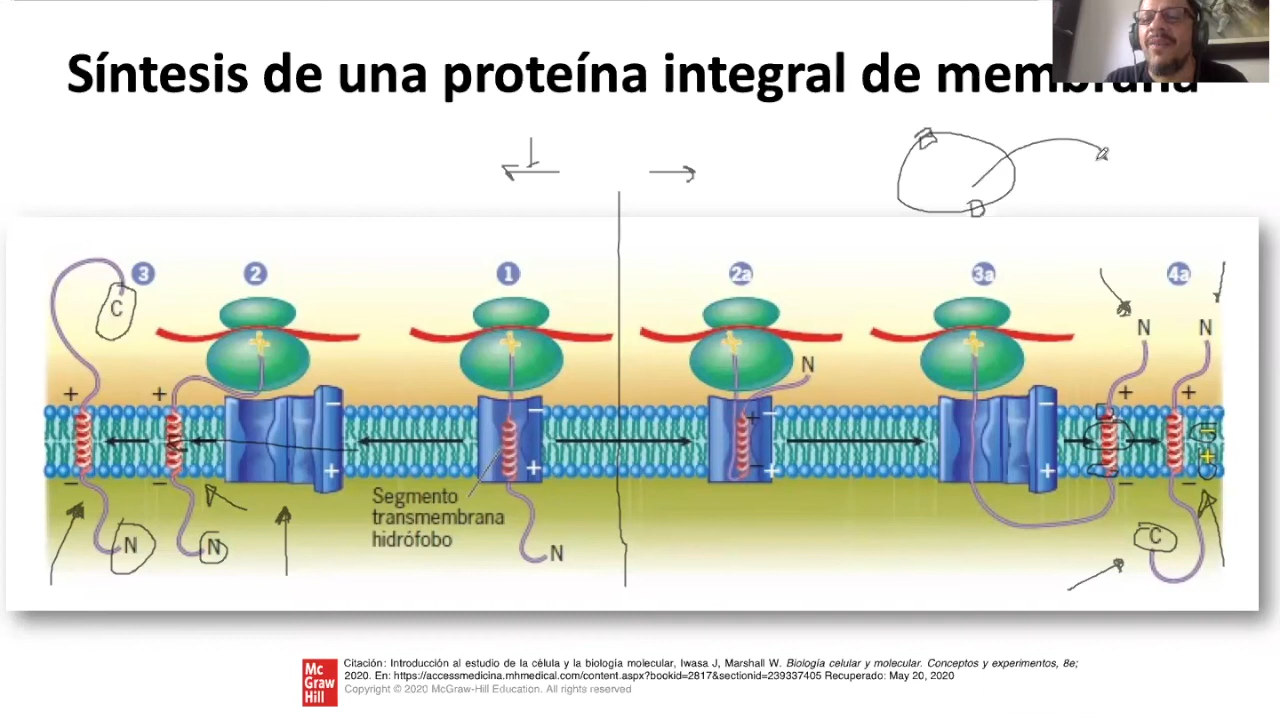 Síntesis de una proteína integral de membrana
3 2 1 2a 3a 4a
C
N N
N
+ + − − + − +
− − + − + − −
Segmento
transmembrana
hidrófobo
N N N
C
Mc
Graw
Hill
Citación: Introducción al estudio de la célula y la biología molecular, Iwasa J, Marshall W. Biología celular y molecular. Conceptos y experimentos, 8e;
2020. En: https://accessmedicina.mhmedical.com/content.aspx?bookid=2817&sectionid=239337405 Recuperado: May 20, 2020
Copyright © 2020 McGraw-Hill Education. All rights reserved